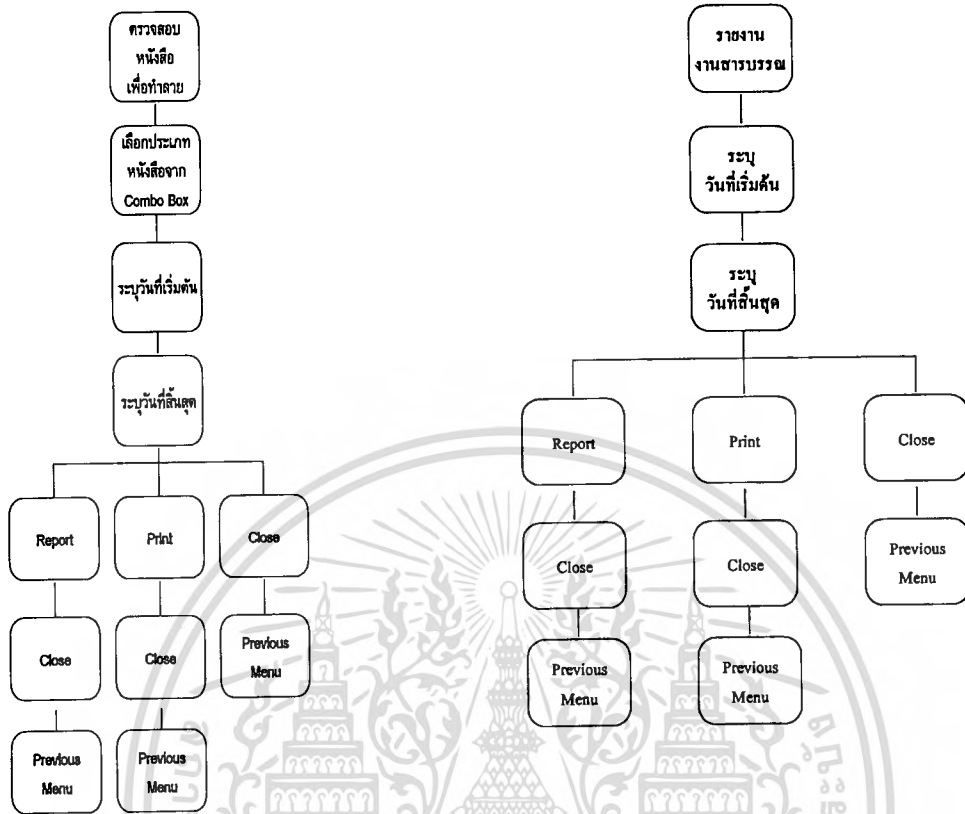 ตรวจสอบ
หนังสือ
เพื่อทำลาย
เลือกประเภท
หนังสือจาก
Combo Box
ระบุวันที่เริ่มต้น
ระบุวันที่สิ้นสุด
Report
Print
Close
Close
Close
Previous
Menu
Previous
Menu
Previous
Menu
รายงาน
งานสารบรรณ
ระบุ
วันที่เริ่มต้น
ระบุ
วันที่สิ้นสุด
Report
Print
Close
Close
Close
Previous
Menu
Previous
Menu
Previous
Menu